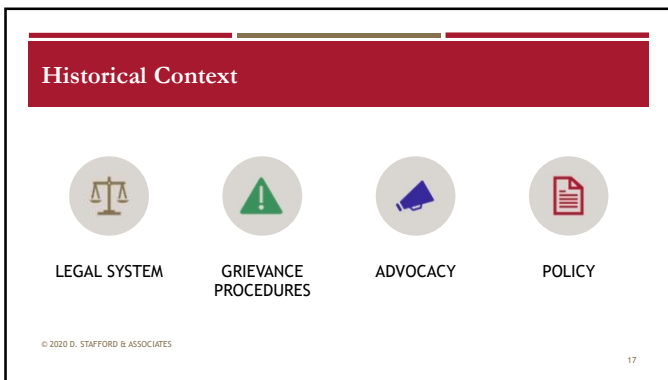 Historical Context
LEGAL SYSTEM
GRIEVANCE
PROCEDURES
ADVOCACY
POLICY
© 2020 D. STAFFORD & ASSOCIATES
17